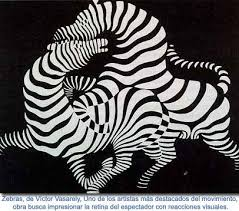 Zebras, de Víctor Vasarely, Uno de los artistas más destacados del movimiento,
obra busca impresionar la retina del espectador con reacciones visuales.